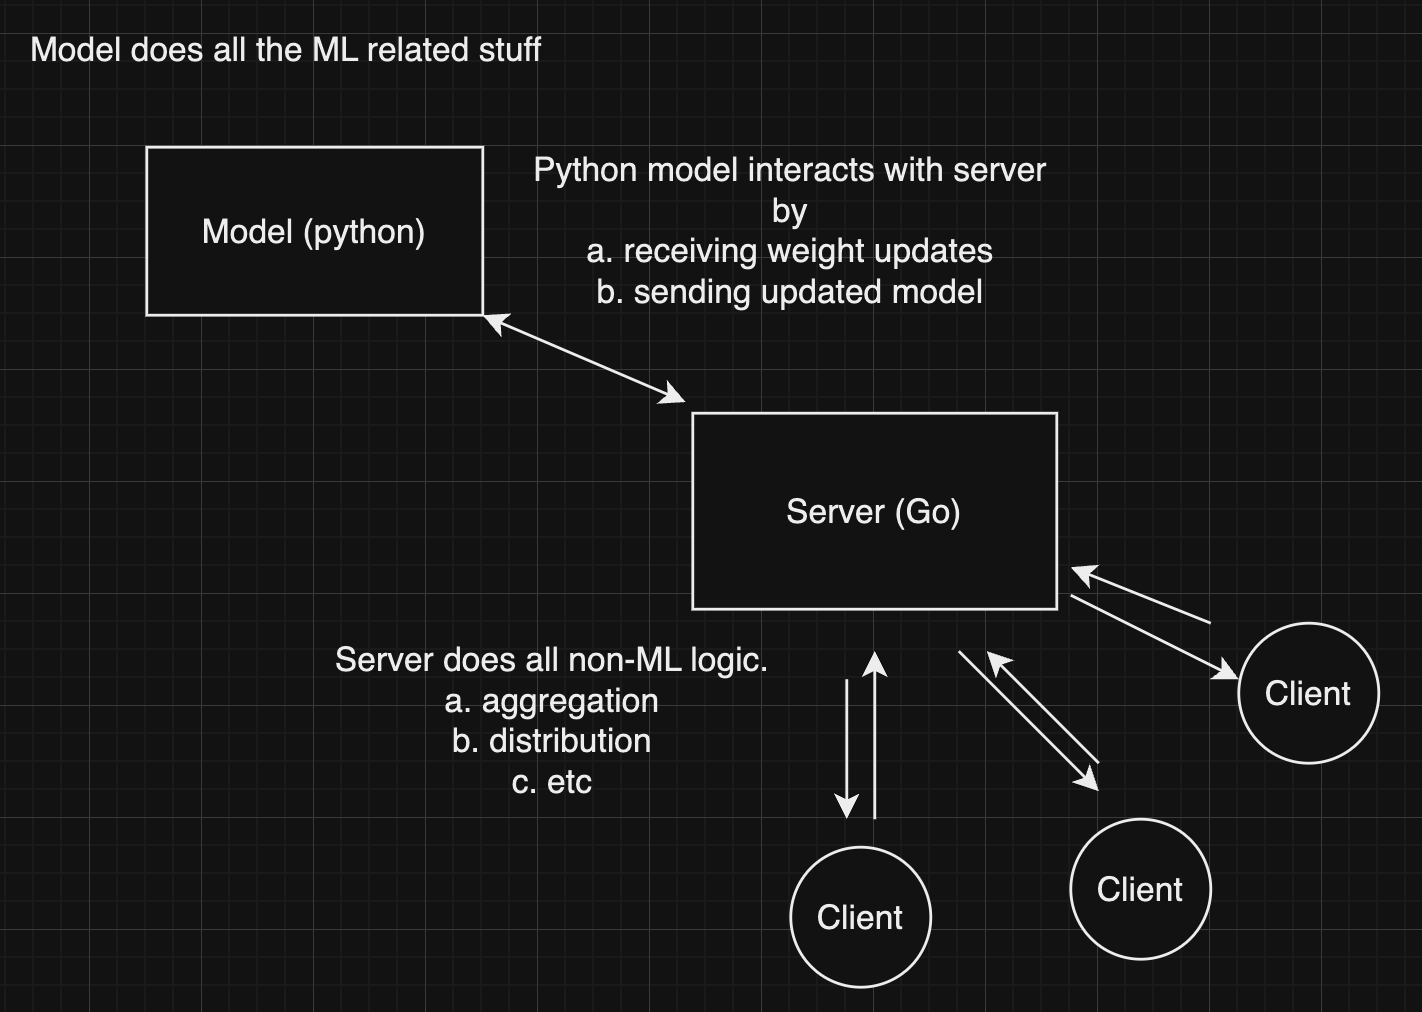 Model does all the ML related stuff
Model (python)
Python model interacts with server
by
a. receiving weight updates
b. sending updated model
Server (Go)
Server does all non-ML logic.
a. aggregation
b. distribution
c. etc
Client
Client
Client